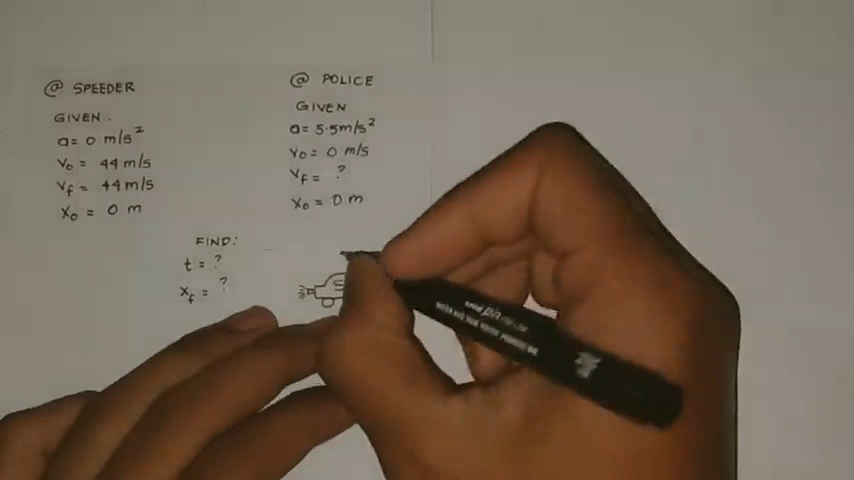 @ SPEEDER
GIVEN.
a= 0 m/s²
Vo = 44 m/s
Vf = 44 m/s
Xo = 0 m
@ POLICE
GIVEN
a= 5.5m/s²
Vo = 0 m/s
Vf = ?
Xo = 0 m
FIND:
t = ?
Xf = ?